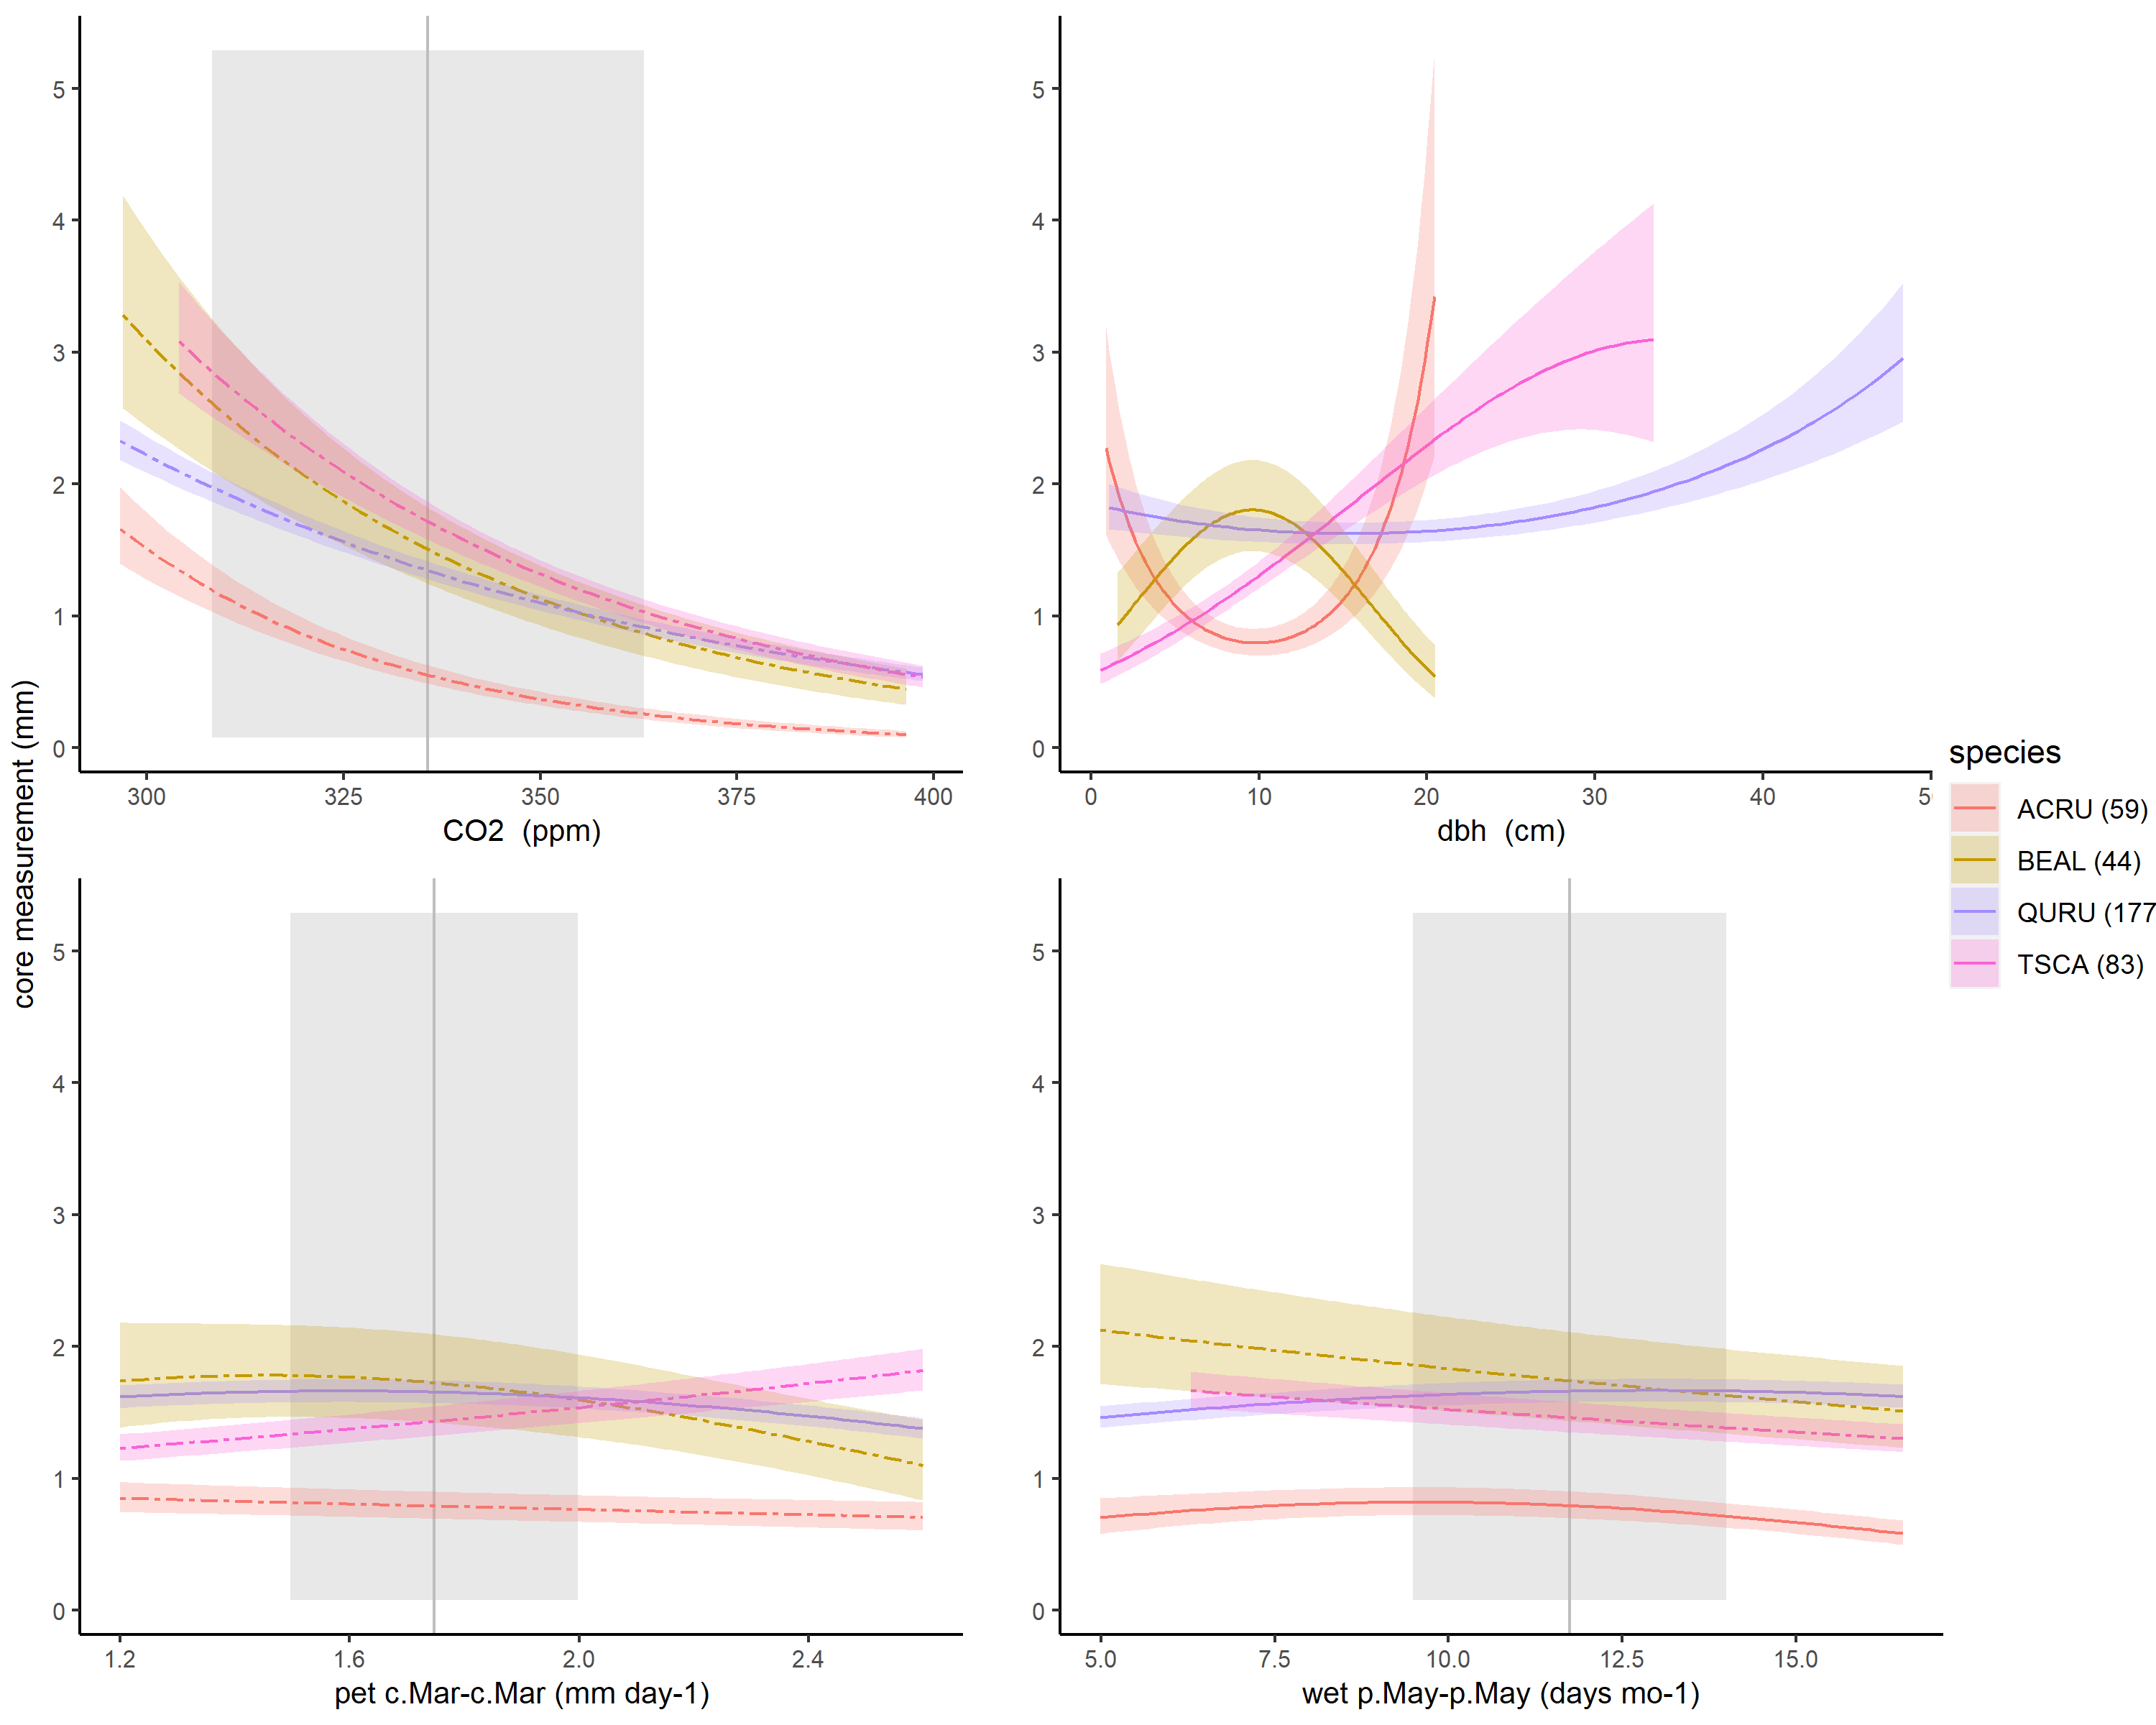 5
4
3
2
1
0
300 325 350 375 400
CO2 (ppm)
5
4
3
2
1
0
0 10 20 30 40 5
dbh (cm)
core measurement (mm)
5
4
3
2
1
0
1.2 1.6 2.0 2.4
pet c.Mar-c.Mar (mm day-1)
5
4
3
2
1
0
5.0 7.5 10.0 12.5 15.0
wet p.May-p.May (days mo-1)
species
ACRU (59)
BEAL (44)
QURU (177
TSCA (83)